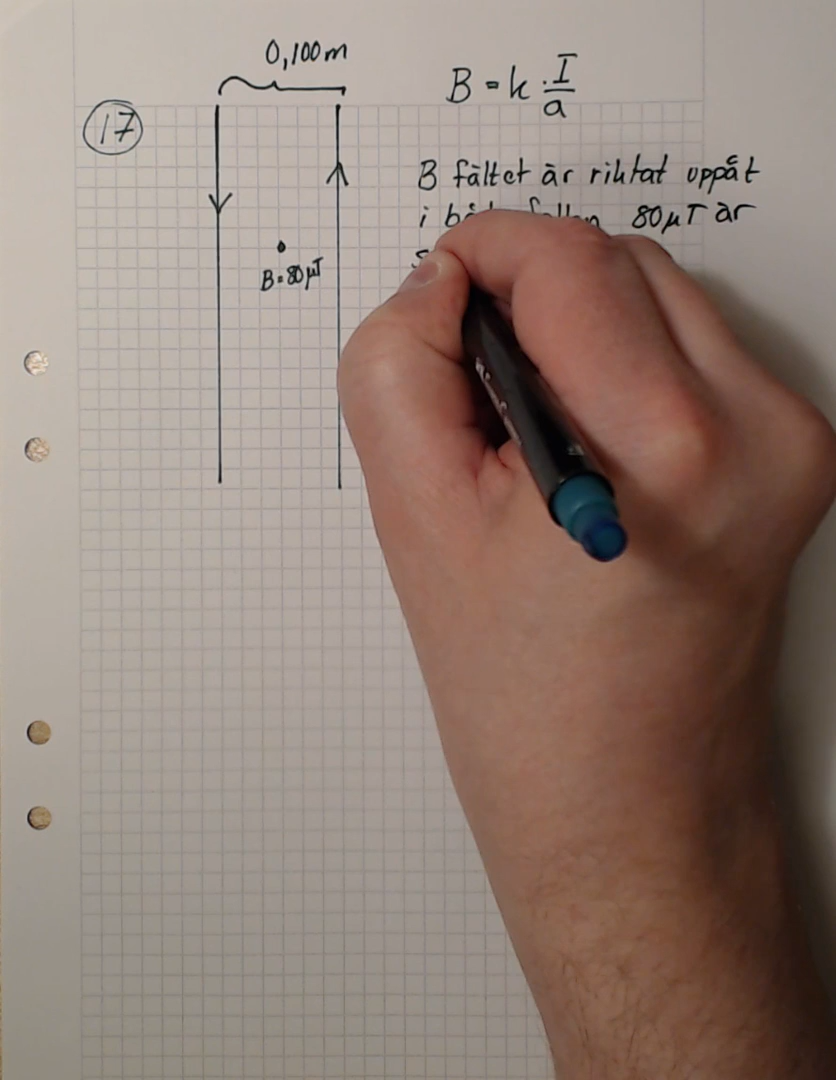 0,100m
B = k · I/a
17
B fältet är riktat uppåt
i 80μT är
B=80μT